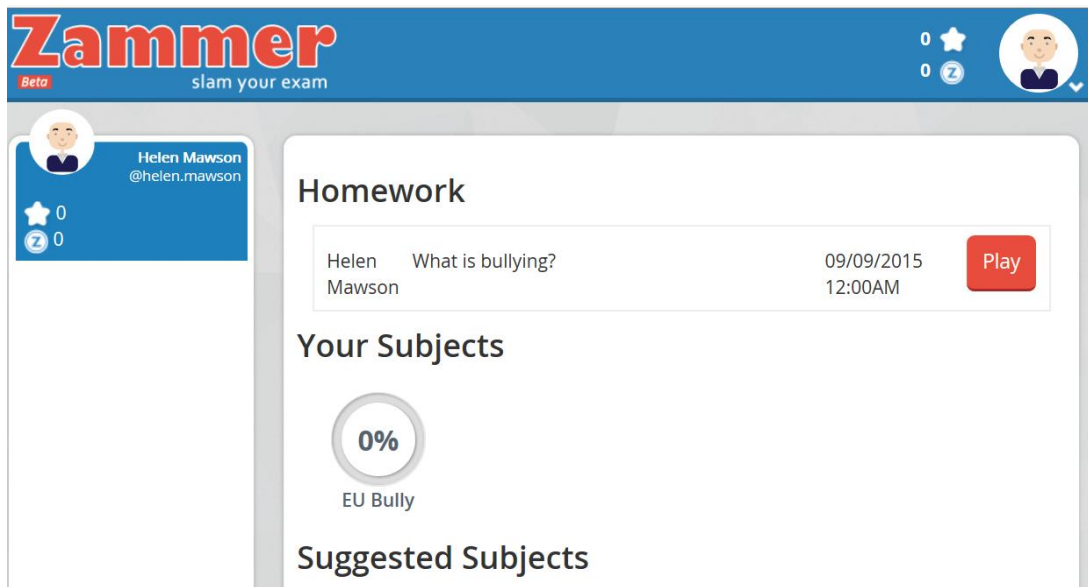 Zammer
Beta
slam your exam
0
0 Z
Helen Mawson
@helen.mawson
0
Z 0
Homework
Helen Mawson What is bullying? 09/09/2015 12:00AM Play
Your Subjects
0%
EU Bully
Suggested Subjects